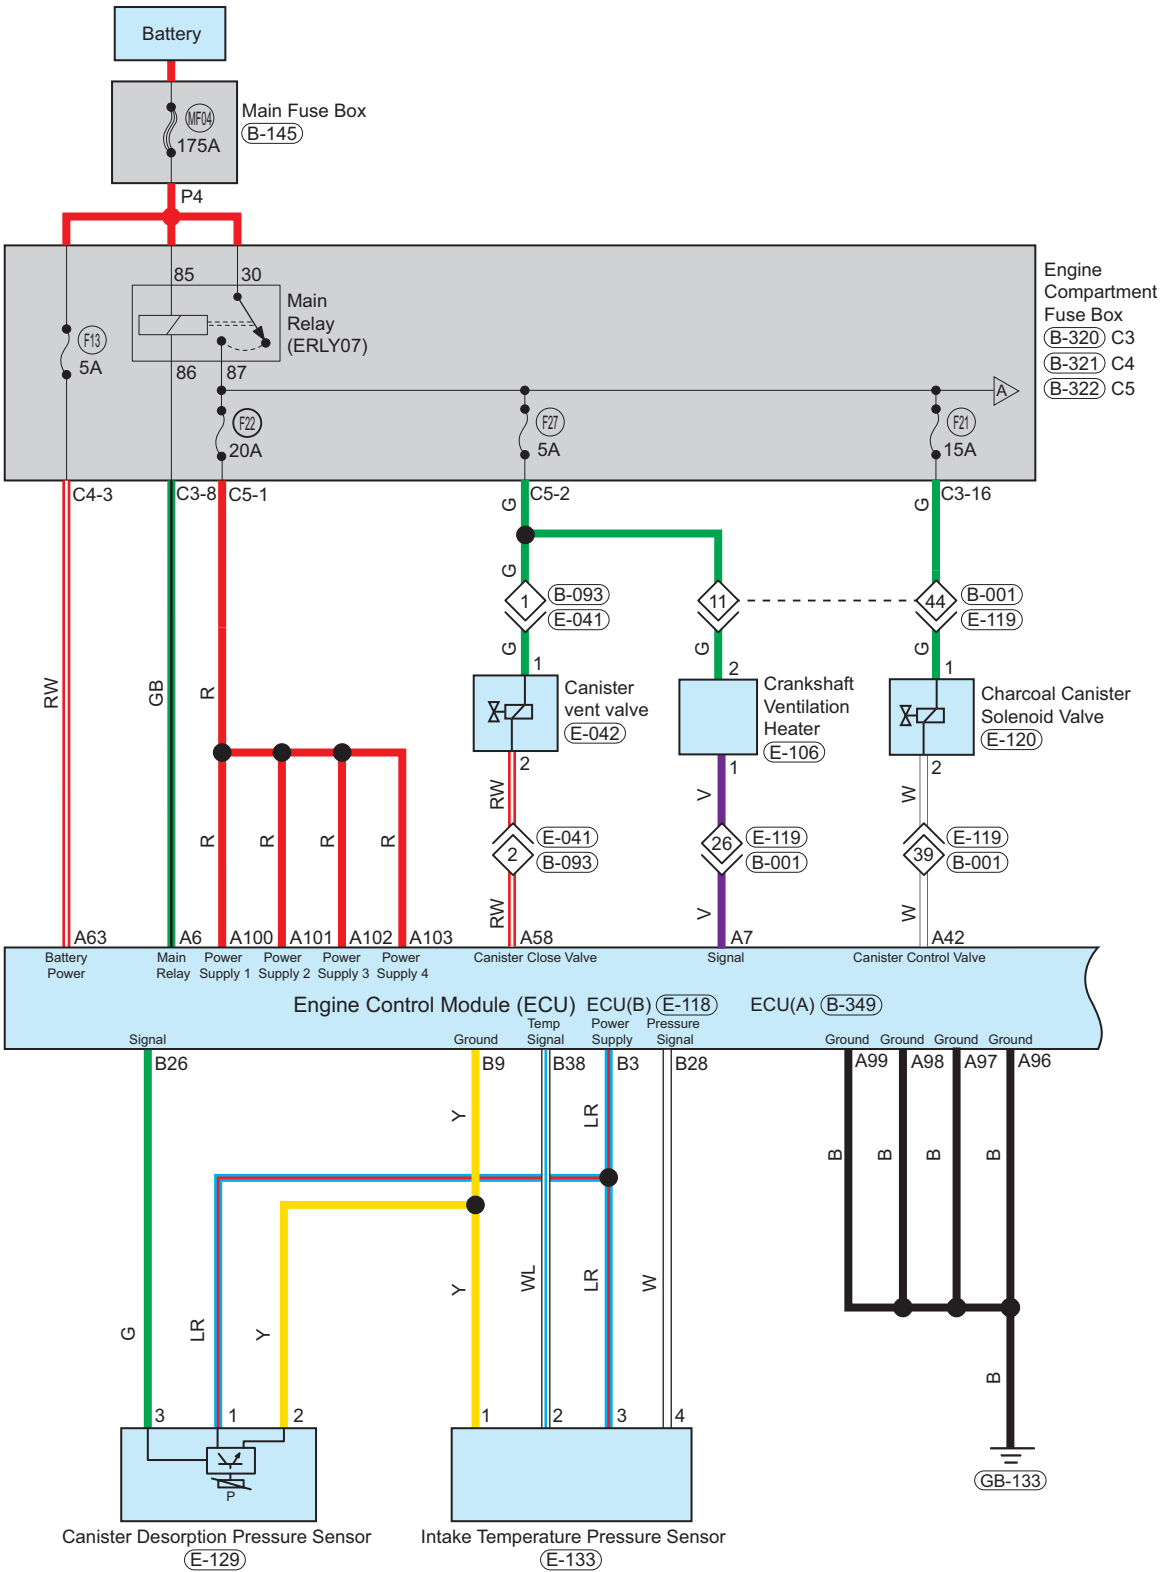 Battery
MF04
175A
Main Fuse Box
B-145
P4
85
30
Main
Relay
(ERLY07)
86
87
F13
5A
F22
20A
F27
5A
F21
15A
A
Engine
Compartment
Fuse Box
B-320 C3
B-321 C4
B-322 C5
C4-3
C3-8
C5-1
C5-2
C3-16
G
G
G
1
B-093
E-041
11
44
B-001
E-119
RW
GB
R
G
G
G
1
2
1
Canister
vent valve
E-042
Crankshaft
Ventilation
Heater
E-106
Charcoal Canister
Solenoid Valve
E-120
2
1
2
RW
V
W
R
R
R
R
2
E-041
B-093
26
E-119
B-001
39
E-119
B-001
RW
V
W
A63
A6
A100
A101
A102
A103
A58
A7
A42
Battery
Power
Main
Relay
Power
Supply 1
Power
Supply 2
Power
Supply 3
Power
Supply 4
Canister Close Valve
Signal
Canister Control Valve
Engine Control Module (ECU)
ECU(B) E-118
ECU(A) B-349
Signal
Ground
Temp
Signal
Power
Supply
Pressure
Signal
Ground
Ground
Ground
Ground
B26
B9
B38
B3
B28
A99
A98
A97
A96
Y
LR
B
B
B
B
G
LR
Y
Y
WL
LR
W
B
3
1
2
1
2
3
4
P
GB-133
Canister Desorption Pressure Sensor
E-129
Intake Temperature Pressure Sensor
E-133